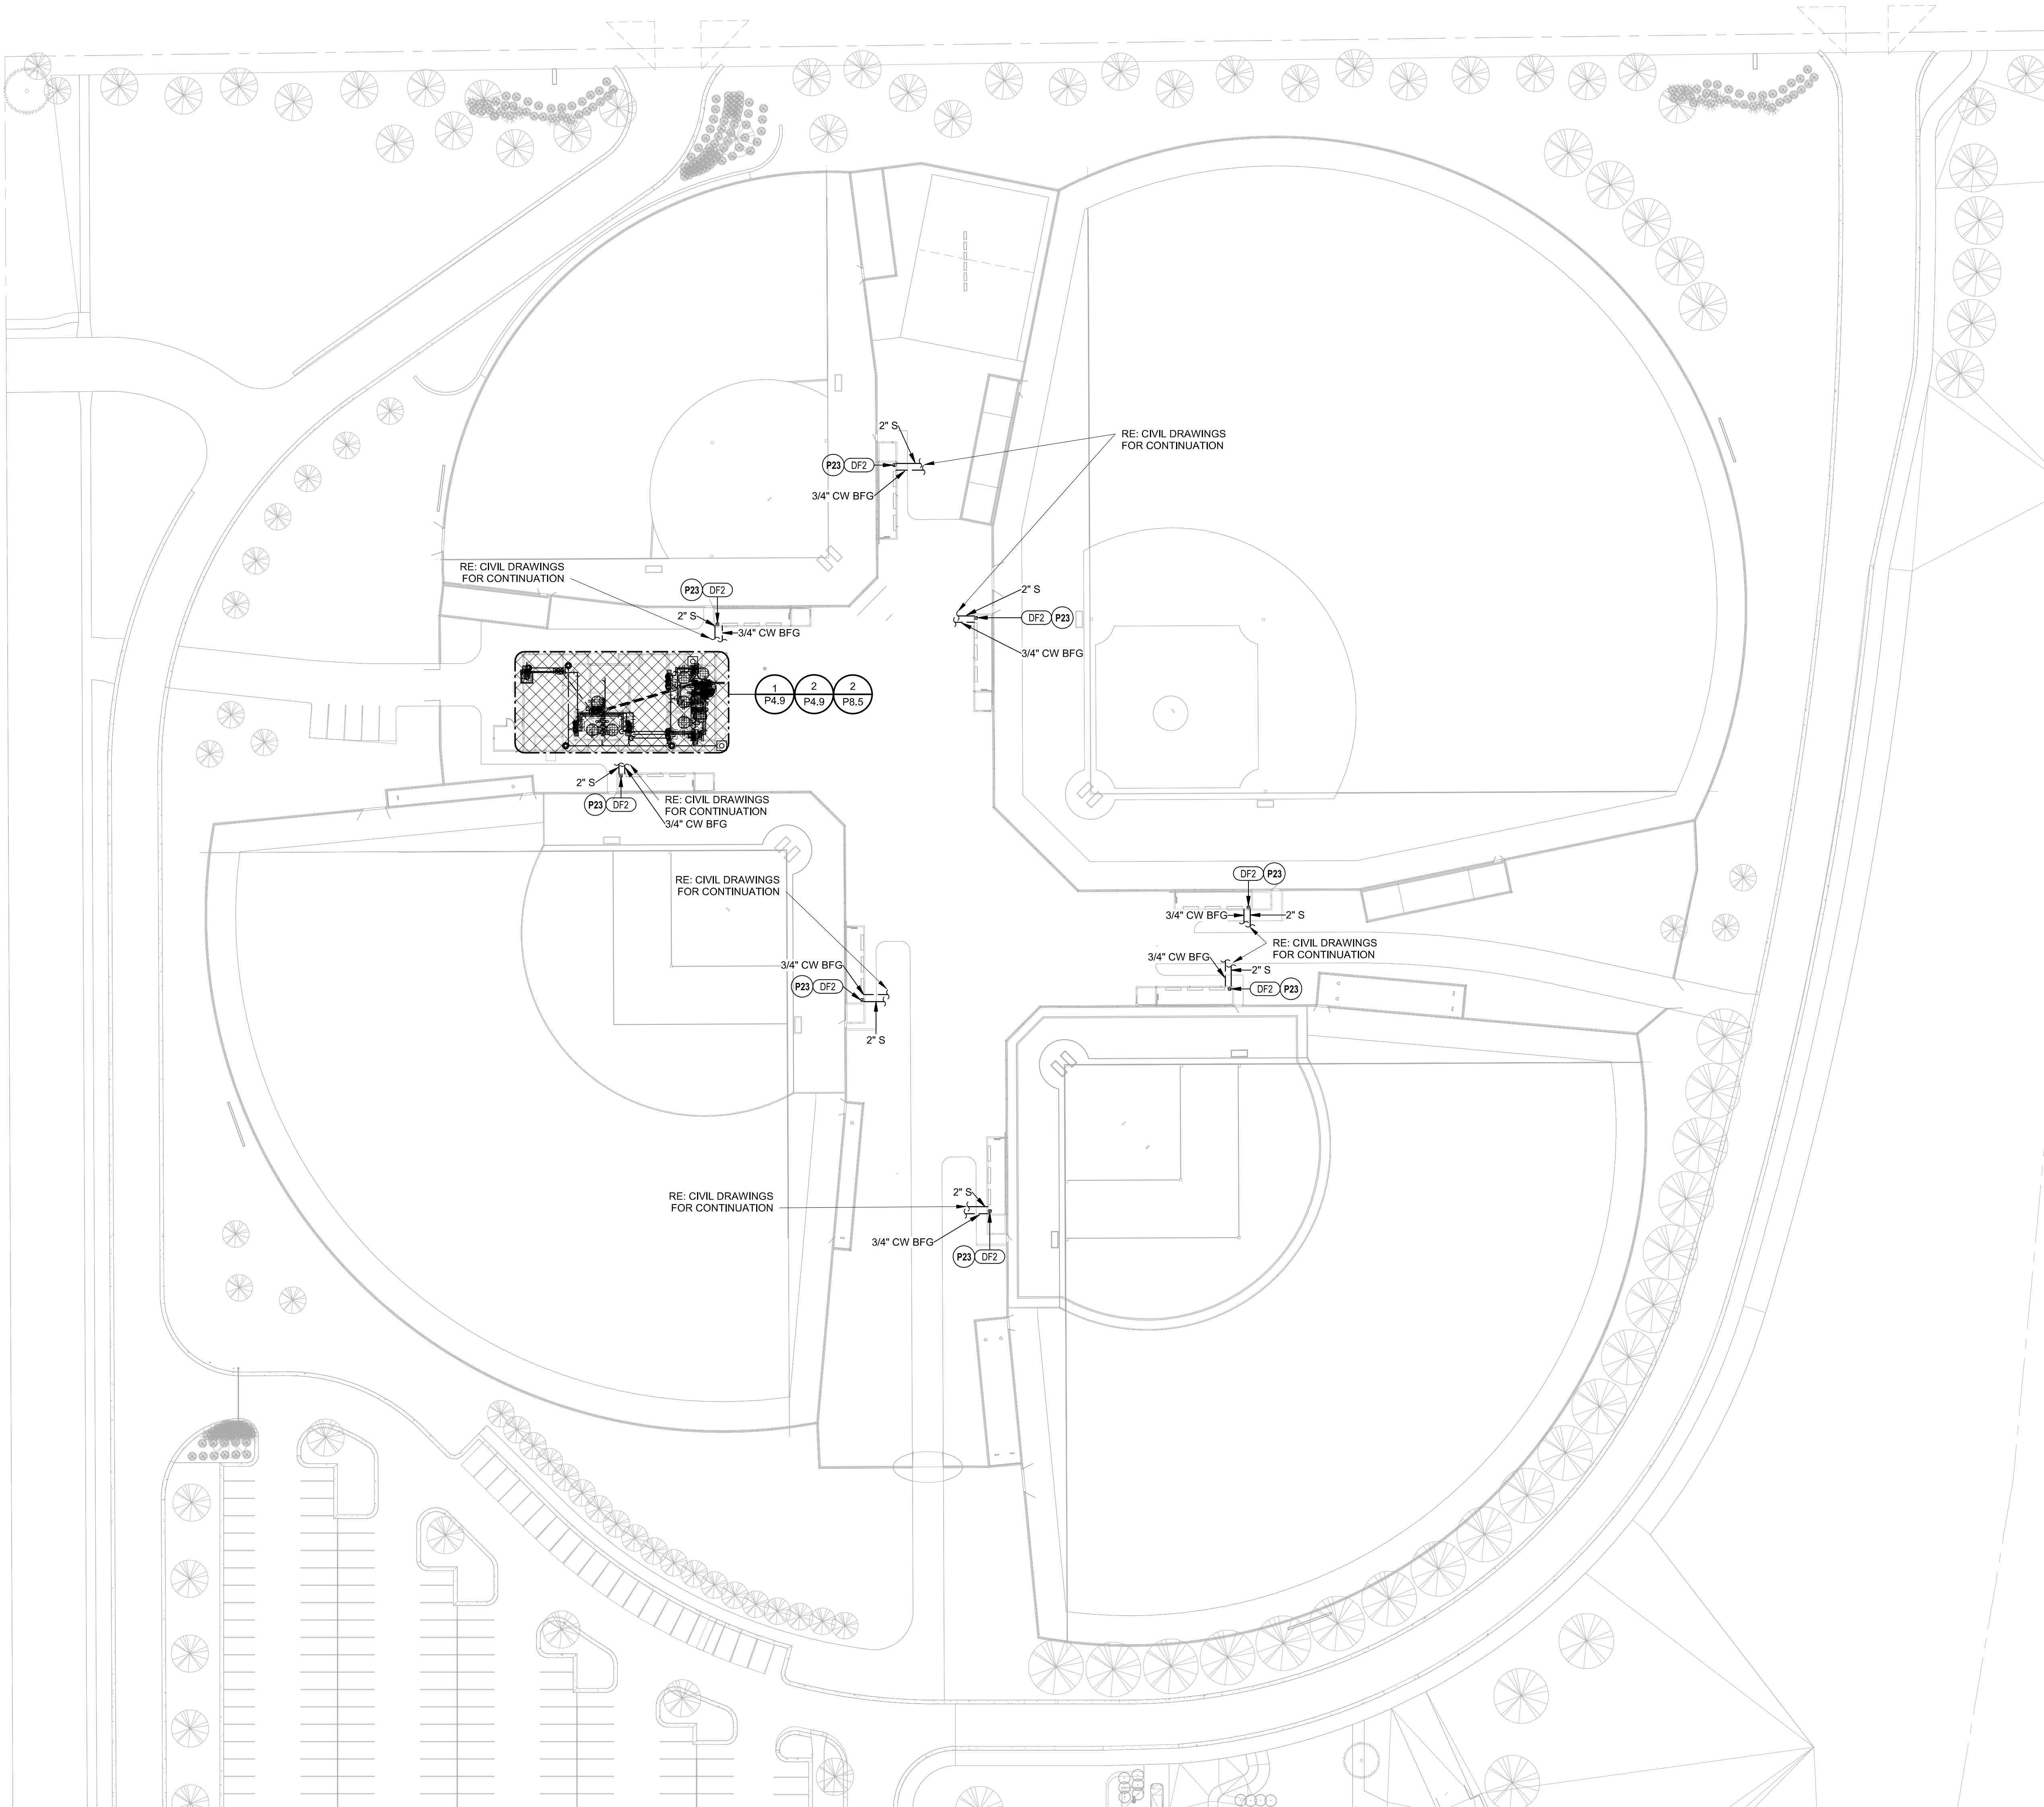 2" S
P23 DF2
3/4" CW BFG
RE: CIVIL DRAWINGS
FOR CONTINUATION
RE: CIVIL DRAWINGS
FOR CONTINUATION
P23 DF2
2" S
3/4" CW BFG
2" S
DF2 P23
3/4" CW BFG
1
P4.9
2
P4.9
2
P8.5
2" S
P23 DF2
RE: CIVIL DRAWINGS
FOR CONTINUATION
3/4" CW BFG
RE: CIVIL DRAWINGS
FOR CONTINUATION
3/4" CW BFG
P23 DF2
2" S
DF2 P23
3/4" CW BFG
2" S
RE: CIVIL DRAWINGS
FOR CONTINUATION
3/4" CW BFG
2" S
DF2 P23
RE: CIVIL DRAWINGS
FOR CONTINUATION
2" S
3/4" CW BFG
P23 DF2